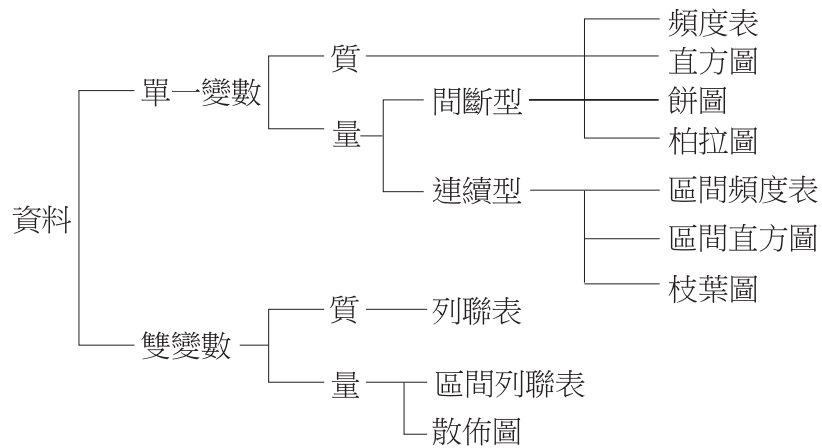 頻度表
質
直方圖
單一變數
間斷型
餅圖
量
柏拉圖
連續型
區間頻度表
資料
區間直方圖
枝葉圖
質
列聯表
雙變數
量
區間列聯表
散佈圖